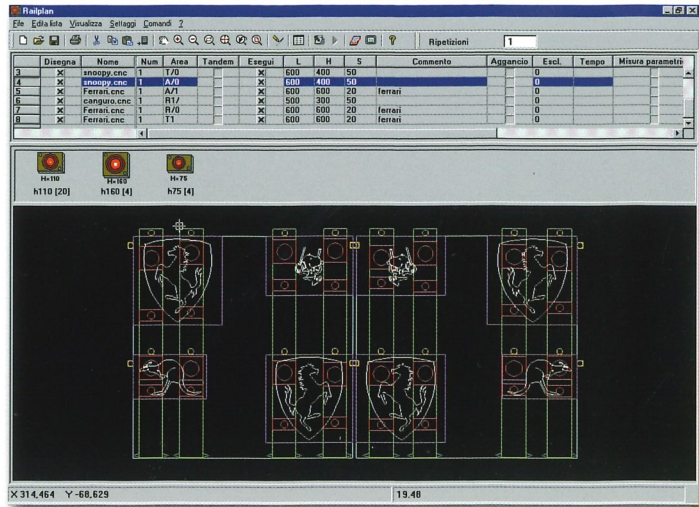 Railplan
File Edita lista Visualizza Settaggi Comandi ?
Ripetizioni 1
Disegna Nome Num Area Tandem Esegui L H S Commento Aggancio Escl. Tempo Misura parametri
3 snoopy.cnc 1 T/0 600 400 50 0
4 snoopy.cnc 1 A/0 600 400 50 0
5 Ferrari.cnc 1 A/1 600 600 20 ferrari 0
6 canguro.cnc 1 R1/ 500 300 50 0
7 Ferrari.cnc 1 R/0 600 600 20 ferrari 0
8 Ferrari.cnc 1 T1 600 600 20 ferrari 0
H=110 H=160 H=75
h110 [20] h160 [4] h75 [4]
X 314,464 Y -68,629 19.48